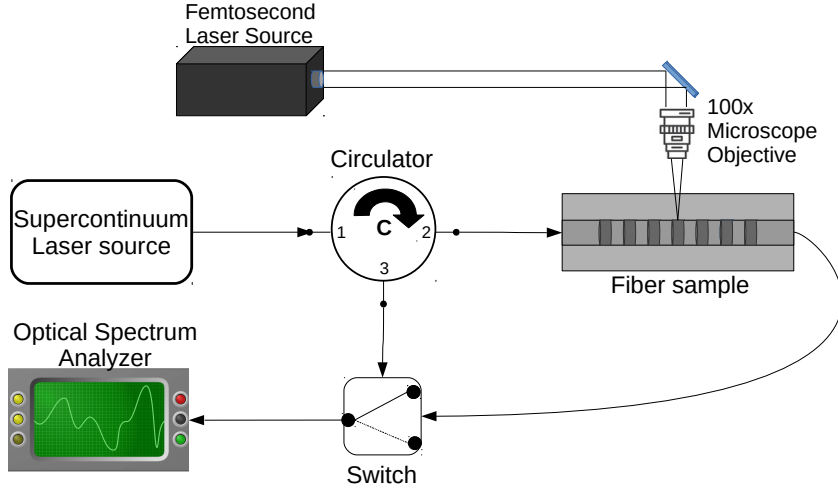 Femtosecond
Laser Source
100x
Microscope
Objective
Circulator
Supercontinuum
Laser source
1
C
2
3
Fiber sample
Optical Spectrum
Analyzer
Switch